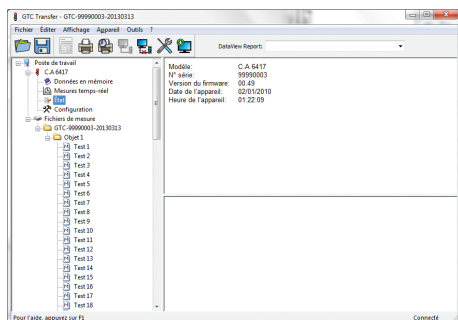 GTC Transfer - GTC-99990003-20130313
Fichier Éditer Affichage Appareil Outils ?
DataView Report:
Poste de travail
C.A 6417
Données en mémoire
Mesures temps-réel
Etat
Configuration
Fichiers de mesure
GTC-99990003-20130313
Objet 1
Test 1
Test 2
Test 3
Test 4
Test 5
Test 6
Test 7
Test 8
Test 9
Test 10
Test 11
Test 12
Test 13
Test 14
Test 15
Test 16
Test 17
Test 18
Modèle: C.A 6417
N° série: 99990003
Version du firmware: 00.49
Date de l'appareil: 02/01/2010
Heure de l'appareil: 01:22:09
Pour l'aide, appuyez sur F1
Connecté